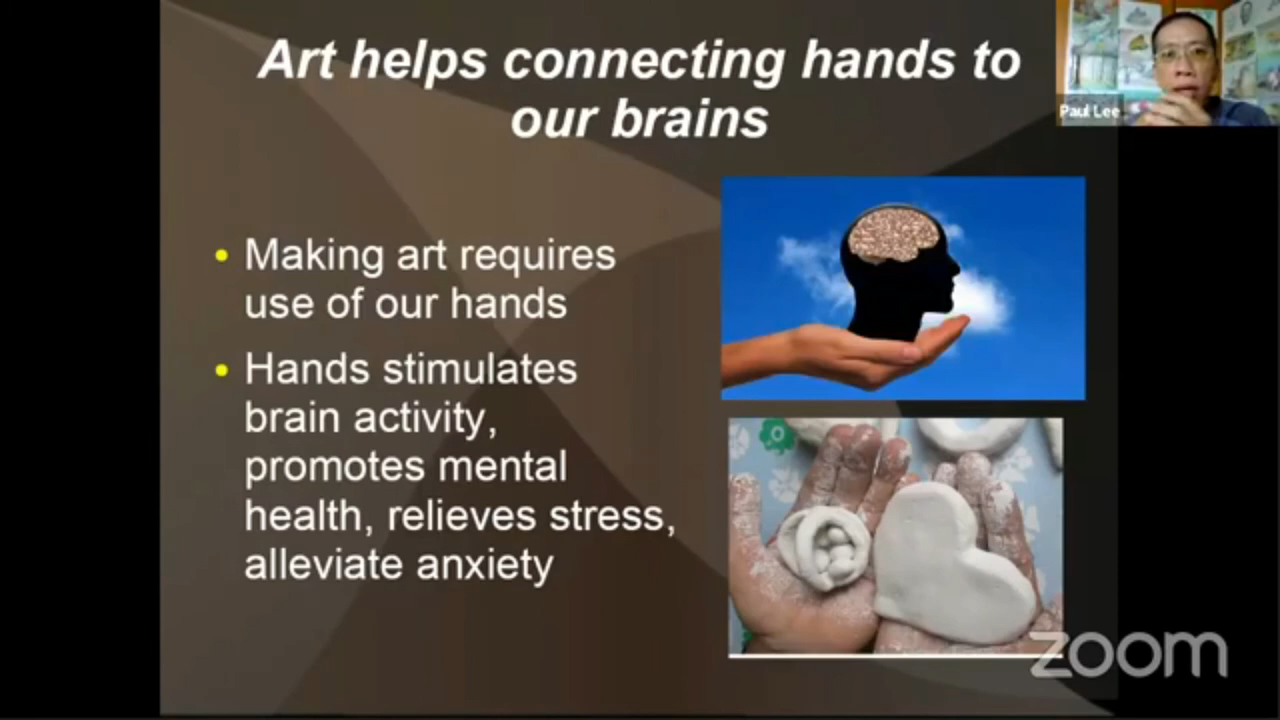 Art helps connecting hands to
our brains
Paul Lee
• Making art requires
use of our hands
• Hands stimulates
brain activity,
promotes mental
health, relieves stress,
alleviate anxiety
zoom